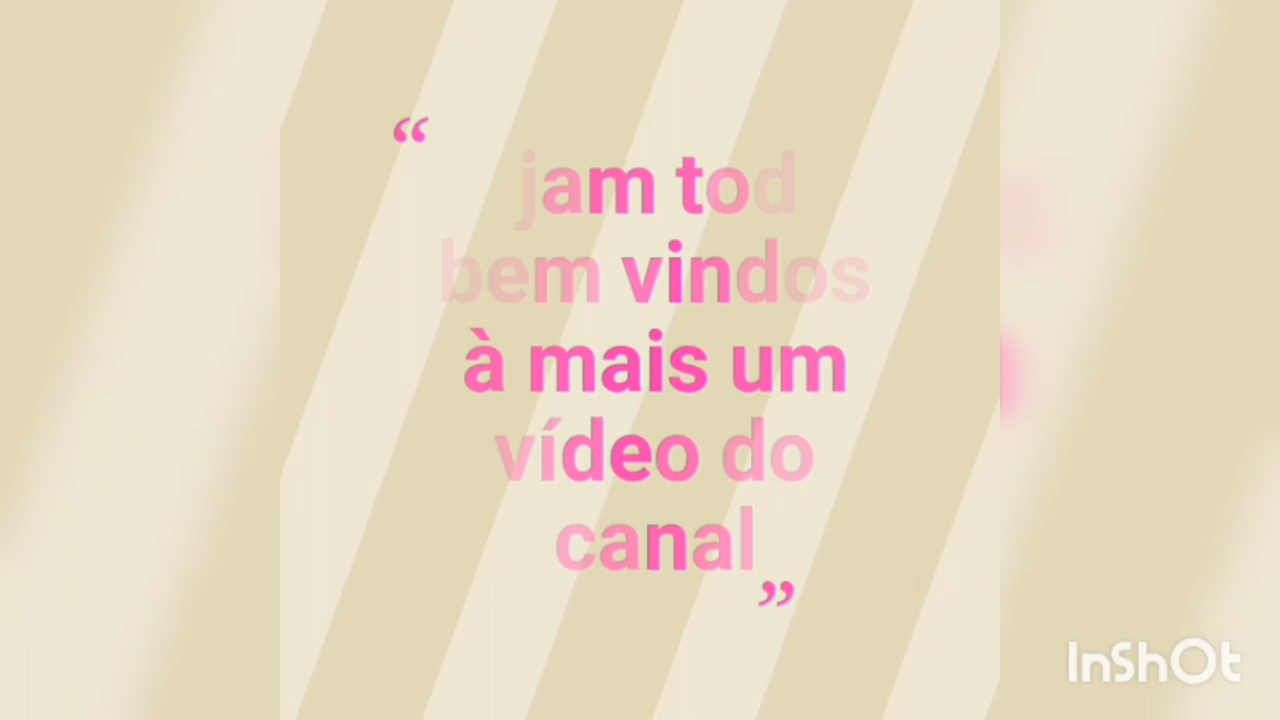 “
jam tod
bem vindos
à mais um
vídeo do
canal
”
InShOt